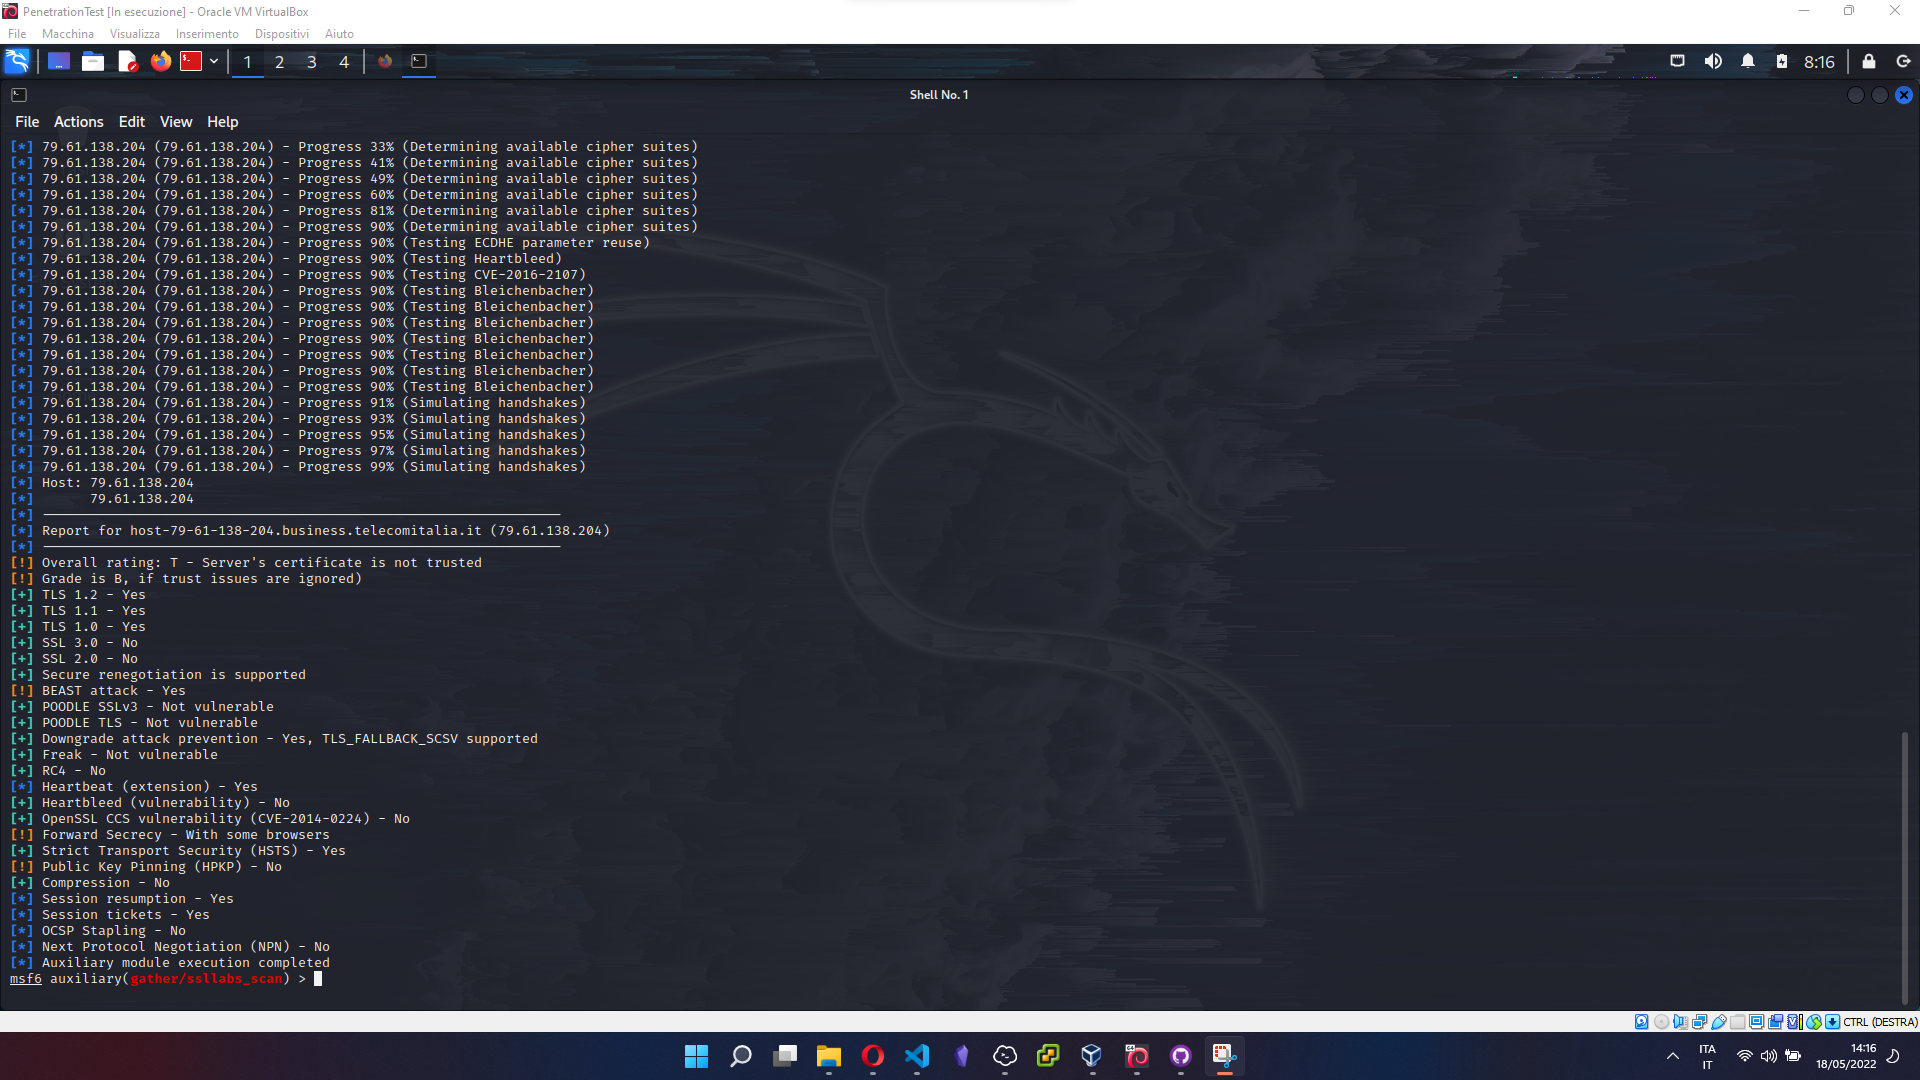 PenetrationTest [In esecuzione] - Oracle VM VirtualBox
File Macchina Visualizza Inserimento Dispositivi Aiuto
1 2 3 4 8:16
Shell No. 1
File Actions Edit View Help
[*] 79.61.138.204 (79.61.138.204) - Progress 33% (Determining available cipher suites)
[*] 79.61.138.204 (79.61.138.204) - Progress 41% (Determining available cipher suites)
[*] 79.61.138.204 (79.61.138.204) - Progress 49% (Determining available cipher suites)
[*] 79.61.138.204 (79.61.138.204) - Progress 60% (Determining available cipher suites)
[*] 79.61.138.204 (79.61.138.204) - Progress 81% (Determining available cipher suites)
[*] 79.61.138.204 (79.61.138.204) - Progress 90% (Determining available cipher suites)
[*] 79.61.138.204 (79.61.138.204) - Progress 90% (Testing ECDHE parameter reuse)
[*] 79.61.138.204 (79.61.138.204) - Progress 90% (Testing Heartbleed)
[*] 79.61.138.204 (79.61.138.204) - Progress 90% (Testing CVE-2016-2107)
[*] 79.61.138.204 (79.61.138.204) - Progress 90% (Testing Bleichenbacher)
[*] 79.61.138.204 (79.61.138.204) - Progress 90% (Testing Bleichenbacher)
[*] 79.61.138.204 (79.61.138.204) - Progress 90% (Testing Bleichenbacher)
[*] 79.61.138.204 (79.61.138.204) - Progress 90% (Testing Bleichenbacher)
[*] 79.61.138.204 (79.61.138.204) - Progress 90% (Testing Bleichenbacher)
[*] 79.61.138.204 (79.61.138.204) - Progress 90% (Testing Bleichenbacher)
[*] 79.61.138.204 (79.61.138.204) - Progress 90% (Testing Bleichenbacher)
[*] 79.61.138.204 (79.61.138.204) - Progress 91% (Simulating handshakes)
[*] 79.61.138.204 (79.61.138.204) - Progress 93% (Simulating handshakes)
[*] 79.61.138.204 (79.61.138.204) - Progress 95% (Simulating handshakes)
[*] 79.61.138.204 (79.61.138.204) - Progress 97% (Simulating handshakes)
[*] 79.61.138.204 (79.61.138.204) - Progress 99% (Simulating handshakes)
[*] Host: 79.61.138.204
[*] 79.61.138.204
[*]
[*] Report for host-79-61-138-204.business.telecomitalia.it (79.61.138.204)
[*]
[!] Overall rating: T - Server's certificate is not trusted
[!] Grade is B, if trust issues are ignored)
[+] TLS 1.2 - Yes
[+] TLS 1.1 - Yes
[+] TLS 1.0 - Yes
[+] SSL 3.0 - No
[+] SSL 2.0 - No
[+] Secure renegotiation is supported
[!] BEAST attack - Yes
[+] POODLE SSLv3 - Not vulnerable
[+] POODLE TLS - Not vulnerable
[+] Downgrade attack prevention - Yes, TLS_FALLBACK_SCSV supported
[+] Freak - Not vulnerable
[+] RC4 - No
[*] Heartbeat (extension) - Yes
[+] Heartbleed (vulnerability) - No
[+] OpenSSL CCS vulnerability (CVE-2014-0224) - No
[!] Forward Secrecy - With some browsers
[+] Strict Transport Security (HSTS) - Yes
[!] Public Key Pinning (HPKP) - No
[+] Compression - No
[*] Session resumption - Yes
[*] Session tickets - Yes
[*] OCSP Stapling - No
[*] Next Protocol Negotiation (NPN) - No
[*] Auxiliary module execution completed
msf6 auxiliary(gather/ssllabs_scan) >
CTRL (DESTRA)
ITA
IT
14:16
18/05/2022